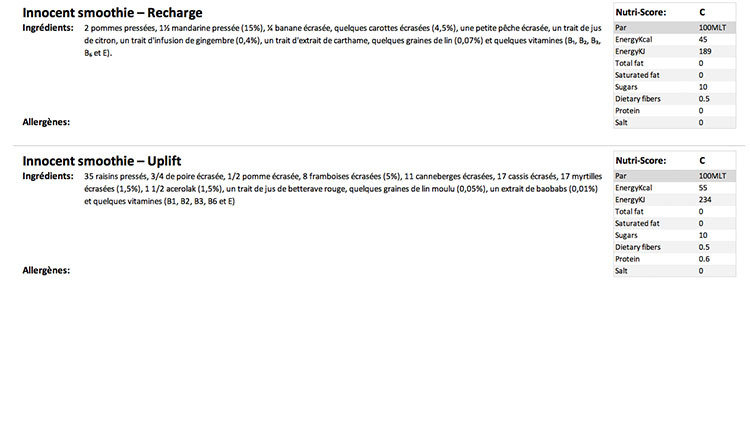 Innocent smoothie – Recharge
Ingrédients: 2 pommes pressées, 1½ mandarine pressée (15%), ¼ banane écrasée, quelques carottes écrasées (4,5%), une petite pêche écrasée, un trait de jus
de citron, un trait d'infusion de gingembre (0,4%), un trait d'extrait de carthame, quelques graines de lin (0,07%) et quelques vitamines (B₁, B₂, B₃,
B₆ et E).
Allergènes:
Nutri-Score: C
Par 100MLT
EnergyKcal 45
EnergyKJ 189
Total fat 0
Saturated fat 0
Sugars 10
Dietary fibers 0.5
Protein 0
Salt 0
Innocent smoothie – Uplift
Ingrédients: 35 raisins pressés, 3/4 de poire écrasée, 1/2 pomme écrasée, 8 framboises écrasées (5%), 11 canneberges écrasées, 17 cassis écrasés, 17 myrtilles
écrasées (1,5%), 1 1/2 acerolak (1,5%), un trait de jus de betterave rouge, quelques graines de lin moulu (0,05%), un extrait de baobabs (0,01%)
et quelques vitamines (B1, B2, B3, B6 et E)
Allergènes:
Nutri-Score: C
Par 100MLT
EnergyKcal 55
EnergyKJ 234
Total fat 0
Saturated fat 0
Sugars 10
Dietary fibers 0.5
Protein 0.6
Salt 0